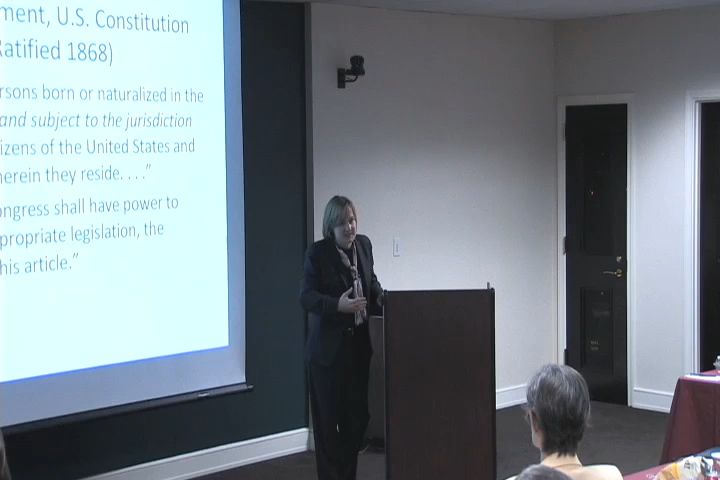 ment, U.S. Constitution
Ratified 1868)
rsons born or naturalized in the
and subject to the jurisdiction
izens of the United States and
herein they reside. . . ."
ongress shall have power to
propriate legislation, the
his article."